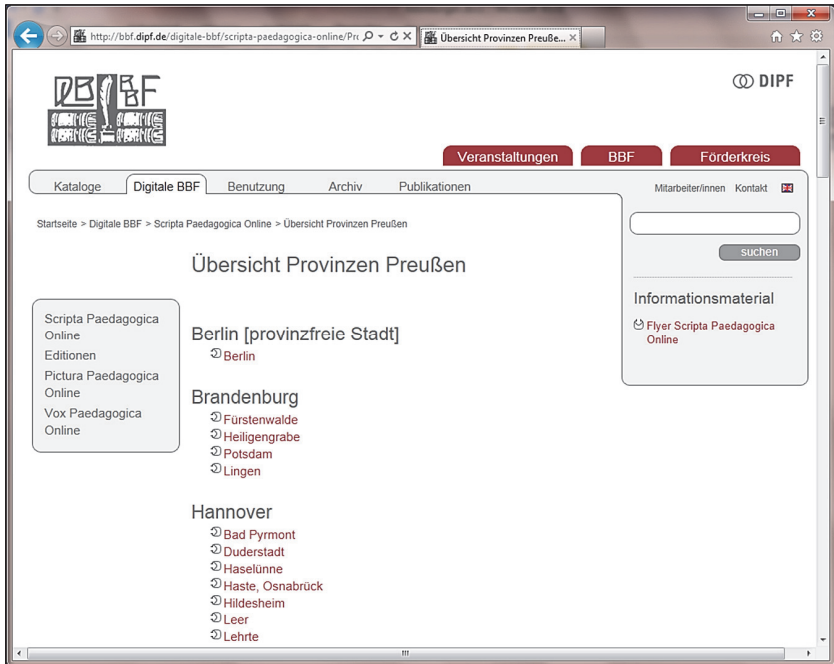 http://bbf.dipf.de/digitale-bbf/scripta-paedagogica-online/Pr
Übersicht Provinzen Preuße...
BBF
DIPF
Veranstaltungen BBF Förderkreis
Kataloge Digitale BBF Benutzung Archiv Publikationen
Mitarbeiter/innen Kontakt
Startseite > Digitale BBF > Scripta Paedagogica Online > Übersicht Provinzen Preußen
suchen
Übersicht Provinzen Preußen
Informationsmaterial
Flyer Scripta Paedagogica
Online
Scripta Paedagogica
Online
Editionen
Pictura Paedagogica
Online
Vox Paedagogica
Online
Berlin [provinzfreie Stadt]
Berlin
Brandenburg
Fürstenwalde
Heiligengrabe
Potsdam
Lingen
Hannover
Bad Pyrmont
Duderstadt
Haselünne
Haste, Osnabrück
Hildesheim
Leer
Lehrte